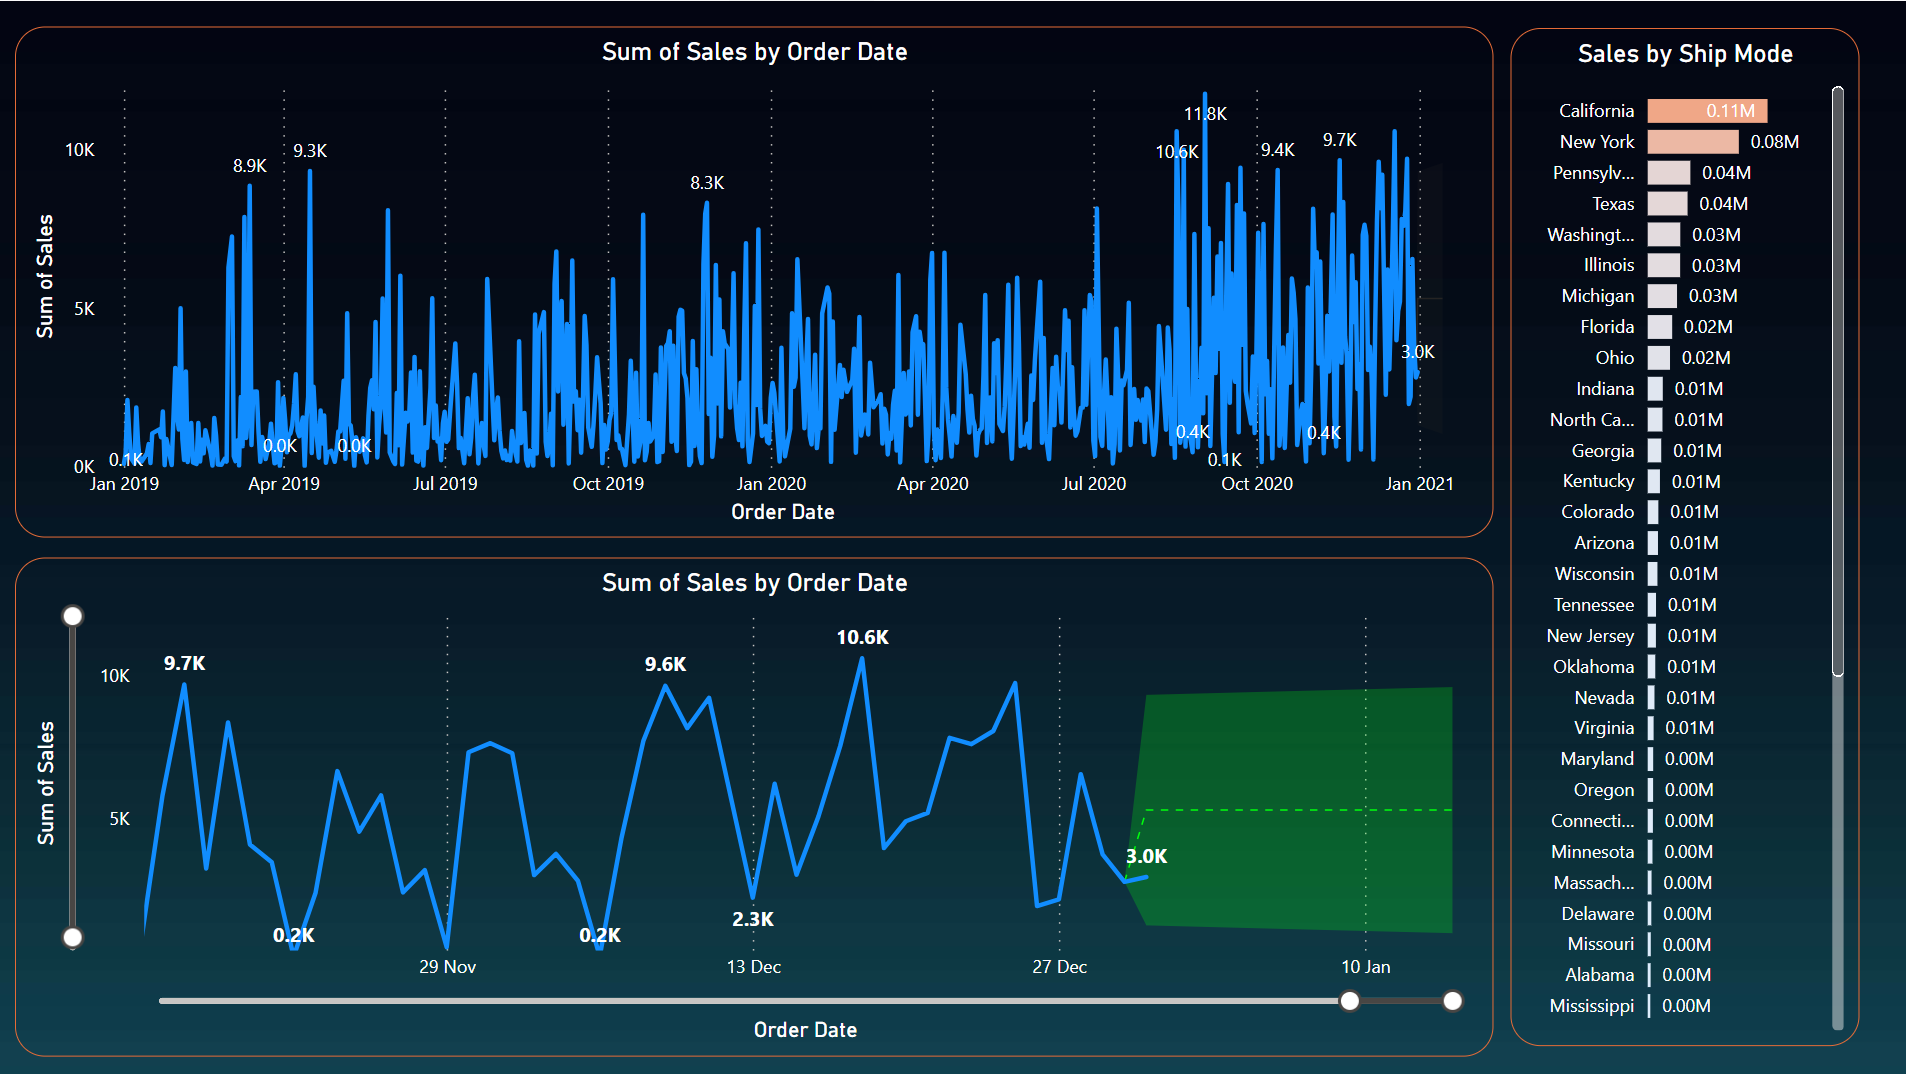 Sum of Sales by Order Date
Sum of Sales
10K
5K
0K
8.9K
9.3K
8.3K
11.8K
10.6K
9.4K
9.7K
3.0K
0.1K
0.0K
0.0K
0.4K
0.1K
0.4K
Jan 2019
Apr 2019
Jul 2019
Oct 2019
Jan 2020
Apr 2020
Jul 2020
Oct 2020
Jan 2021
Order Date
Sum of Sales by Order Date
Sum of Sales
10K
5K
9.7K
9.6K
10.6K
3.0K
0.2K
0.2K
2.3K
29 Nov
13 Dec
27 Dec
10 Jan
Order Date
Sales by Ship Mode
California 0.11M
New York 0.08M
Pennsylv... 0.04M
Texas 0.04M
Washingt... 0.03M
Illinois 0.03M
Michigan 0.03M
Florida 0.02M
Ohio 0.02M
Indiana 0.01M
North Ca... 0.01M
Georgia 0.01M
Kentucky 0.01M
Colorado 0.01M
Arizona 0.01M
Wisconsin 0.01M
Tennessee 0.01M
New Jersey 0.01M
Oklahoma 0.01M
Nevada 0.01M
Virginia 0.01M
Maryland 0.00M
Oregon 0.00M
Connecti... 0.00M
Minnesota 0.00M
Massach... 0.00M
Delaware 0.00M
Missouri 0.00M
Alabama 0.00M
Mississippi 0.00M